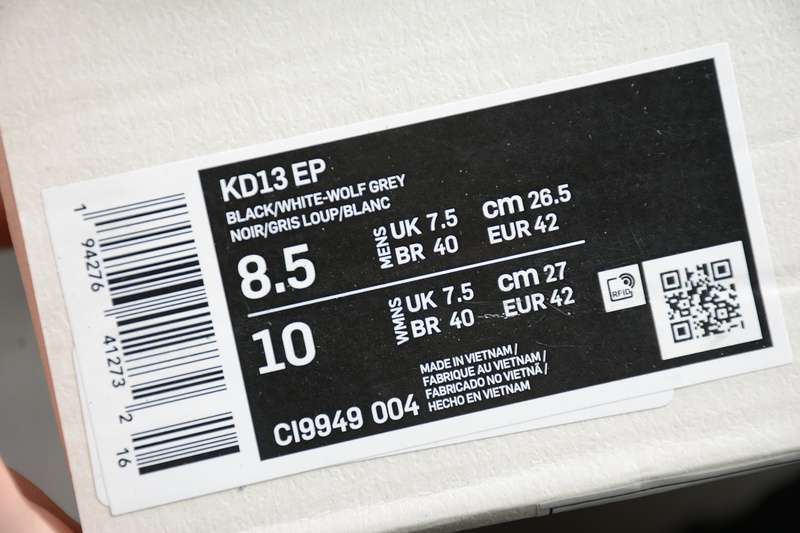 KD13 EP
BLACK/WHITE-WOLF GREY
NOIR/GRIS LOUP/BLANC
8.5
MENS
UK 7.5
BR 40
cm 26.5
EUR 42
10
WMNS
UK 7.5
BR 40
cm 27
EUR 42
RFID
CI9949 004
MADE IN VIETNAM /
FABRIQUE AU VIETNAM /
FABRICADO NO VIETNÃ /
HECHO EN VIETNAM
1 94276 41273 2 16